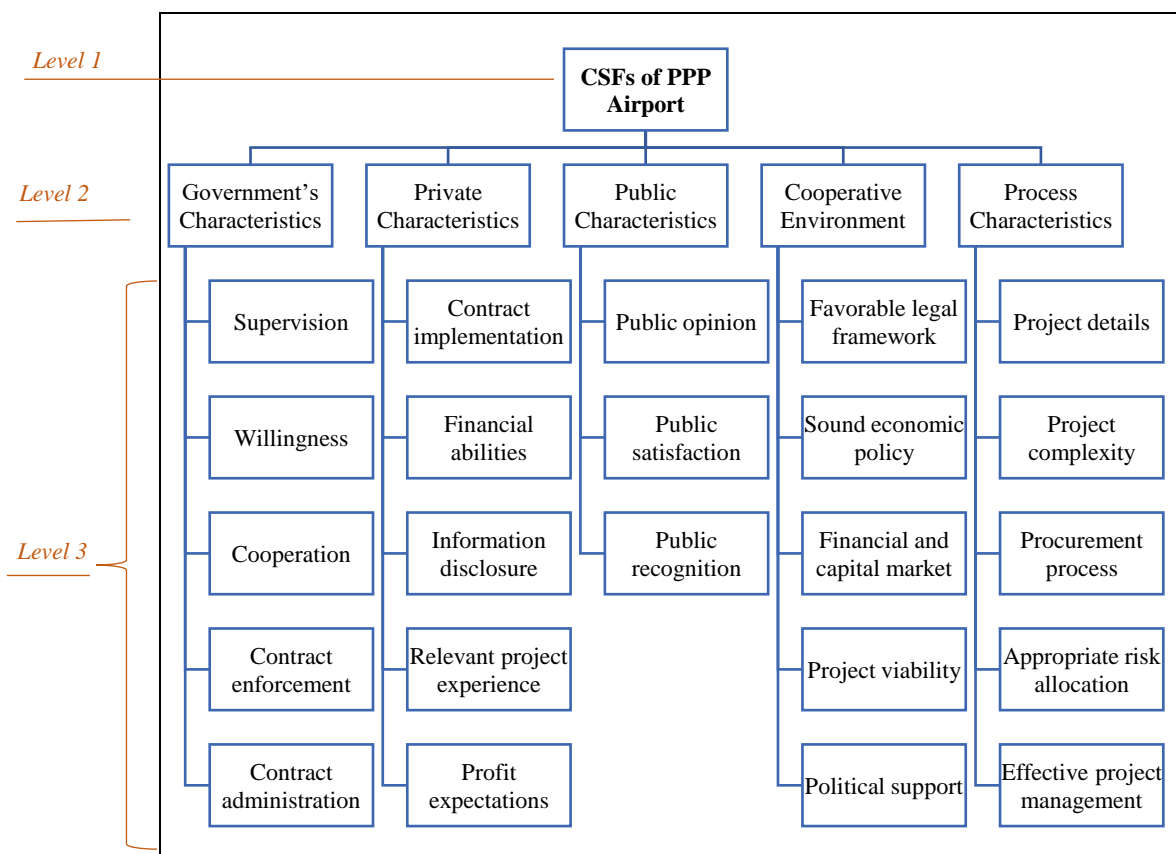 Level 1
CSFs of PPP
Airport
Level 2
Government’s
Characteristics
Private
Characteristics
Public
Characteristics
Cooperative
Environment
Process
Characteristics
Level 3
Supervision
Contract
implementation
Public opinion
Favorable legal
framework
Project details
Willingness
Financial
abilities
Public
satisfaction
Sound economic
policy
Project
complexity
Cooperation
Information
disclosure
Public
recognition
Financial and
capital market
Procurement
process
Contract
enforcement
Relevant project
experience
Project viability
Appropriate risk
allocation
Contract
administration
Profit
expectations
Political support
Effective project
management